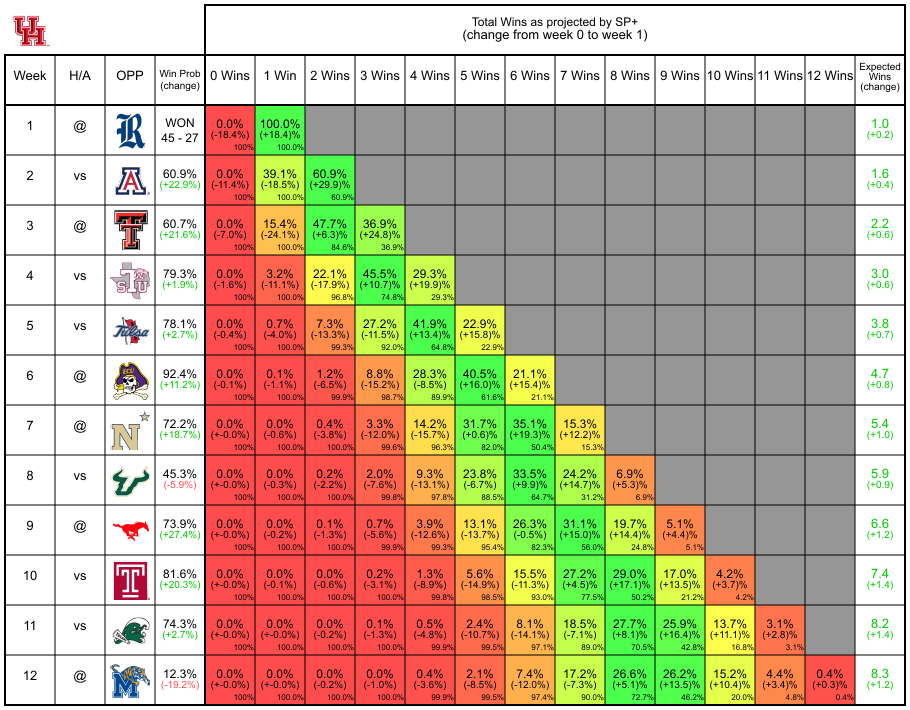 UH
Total Wins as projected by SP+
(change from week 0 to week 1)
Week H/A OPP Win Prob (change) 0 Wins 1 Win 2 Wins 3 Wins 4 Wins 5 Wins 6 Wins 7 Wins 8 Wins 9 Wins 10 Wins 11 Wins 12 Wins Expected Wins (change)
1 @ R WON 0.0% 100.0% 1.0
45 - 27 (-18.4%) (+18.4)% (+0.2)
100% 100.0%
2 vs A 60.9% 0.0% 39.1% 60.9% 1.6
(+22.9%) (-11.4%) (-18.5%) (+29.9)% (+0.4)
100% 100.0% 60.9%
3 @ T 60.7% 0.0% 15.4% 47.7% 36.9% 2.2
(+21.6%) (-7.0%) (-24.1%) (+6.3)% (+24.8)% (+0.6)
100% 100.0% 84.6% 36.9%
4 vs STU 79.3% 0.0% 3.2% 22.1% 45.5% 29.3% 3.0
(+1.9%) (-1.6%) (-11.1%) (-17.9%) (+10.7)% (+19.9)% (+0.6)
100% 100.0% 96.8% 74.8% 29.3%
5 vs Tulsa 78.1% 0.0% 0.7% 7.3% 27.2% 41.9% 22.9% 3.8
(+2.7%) (-0.4%) (-4.0%) (-13.3%) (-11.5%) (+13.4)% (+15.8)% (+0.7)
100% 100.0% 99.3% 92.0% 64.8% 22.9%
6 @ ECU 92.4% 0.0% 0.1% 1.2% 8.8% 28.3% 40.5% 21.1% 4.7
(+11.2%) (-0.1%) (-1.1%) (-6.5%) (-15.2%) (-8.5%) (+16.0)% (+15.4)% (+0.8)
100% 100.0% 99.9% 98.7% 89.9% 61.6% 21.1%
7 @ N 72.2% 0.0% 0.0% 0.4% 3.3% 14.2% 31.7% 35.1% 15.3% 5.4
(+18.7%) (+-0.0%) (-0.6%) (-3.8%) (-12.0%) (-15.7%) (+0.6)% (+19.3)% (+12.2)% (+1.0)
100% 100.0% 100.0% 99.6% 96.3% 82.0% 50.4% 15.3%
8 vs 45.3% 0.0% 0.0% 0.2% 2.0% 9.3% 23.8% 33.5% 24.2% 6.9% 5.9
(-5.9%) (+-0.0%) (-0.3%) (-2.2%) (-7.6%) (-13.1%) (-6.7%) (+9.9)% (+14.7)% (+5.3)% (+0.9)
100% 100.0% 100.0% 99.8% 97.8% 88.5% 64.7% 31.2% 6.9%
9 @ 73.9% 0.0% 0.0% 0.1% 0.7% 3.9% 13.1% 26.3% 31.1% 19.7% 5.1% 6.6
(+27.4%) (+-0.0%) (-0.2%) (-1.3%) (-5.6%) (-12.6%) (-13.7%) (-0.5%) (+15.0)% (+14.4)% (+4.4)% (+1.2)
100% 100.0% 100.0% 99.9% 99.3% 95.4% 82.3% 56.0% 24.8% 5.1%
10 vs T 81.6% 0.0% 0.0% 0.0% 0.2% 1.3% 5.6% 15.5% 27.2% 29.0% 17.0% 4.2% 7.4
(+20.3%) (+-0.0%) (-0.1%) (-0.6%) (-3.1%) (-8.9%) (-14.9%) (-11.3%) (+4.5)% (+17.1)% (+13.5)% (+3.7)% (+1.4)
100% 100.0% 100.0% 100.0% 99.8% 98.5% 93.0% 77.5% 50.2% 21.2% 4.2%
11 vs 74.3% 0.0% 0.0% 0.0% 0.1% 0.5% 2.4% 8.1% 18.5% 27.7% 25.9% 13.7% 3.1% 8.2
(+2.7%) (+-0.0%) (+-0.0%) (-0.2%) (-1.3%) (-4.8%) (-10.7%) (-14.1%) (-7.1%) (+8.1)% (+16.4)% (+11.1)% (+2.8)% (+1.4)
100% 100.0% 100.0% 100.0% 99.9% 99.5% 97.1% 89.0% 70.5% 42.8% 16.8% 3.1%
12 @ M 12.3% 0.0% 0.0% 0.0% 0.0% 0.4% 2.1% 7.4% 17.2% 26.6% 26.2% 15.2% 4.4% 0.4% 8.3
(-19.2%) (+-0.0%) (-0.0%) (-0.2%) (-1.0%) (-3.6%) (-8.5%) (-12.0%) (-7.3%) (+5.1)% (+13.5)% (+10.4)% (+3.4)% (+0.3)% (+1.2)
100% 100.0% 100.0% 100.0% 99.9% 99.5% 97.4% 90.0% 72.7% 46.2% 20.0% 4.8% 0.4%